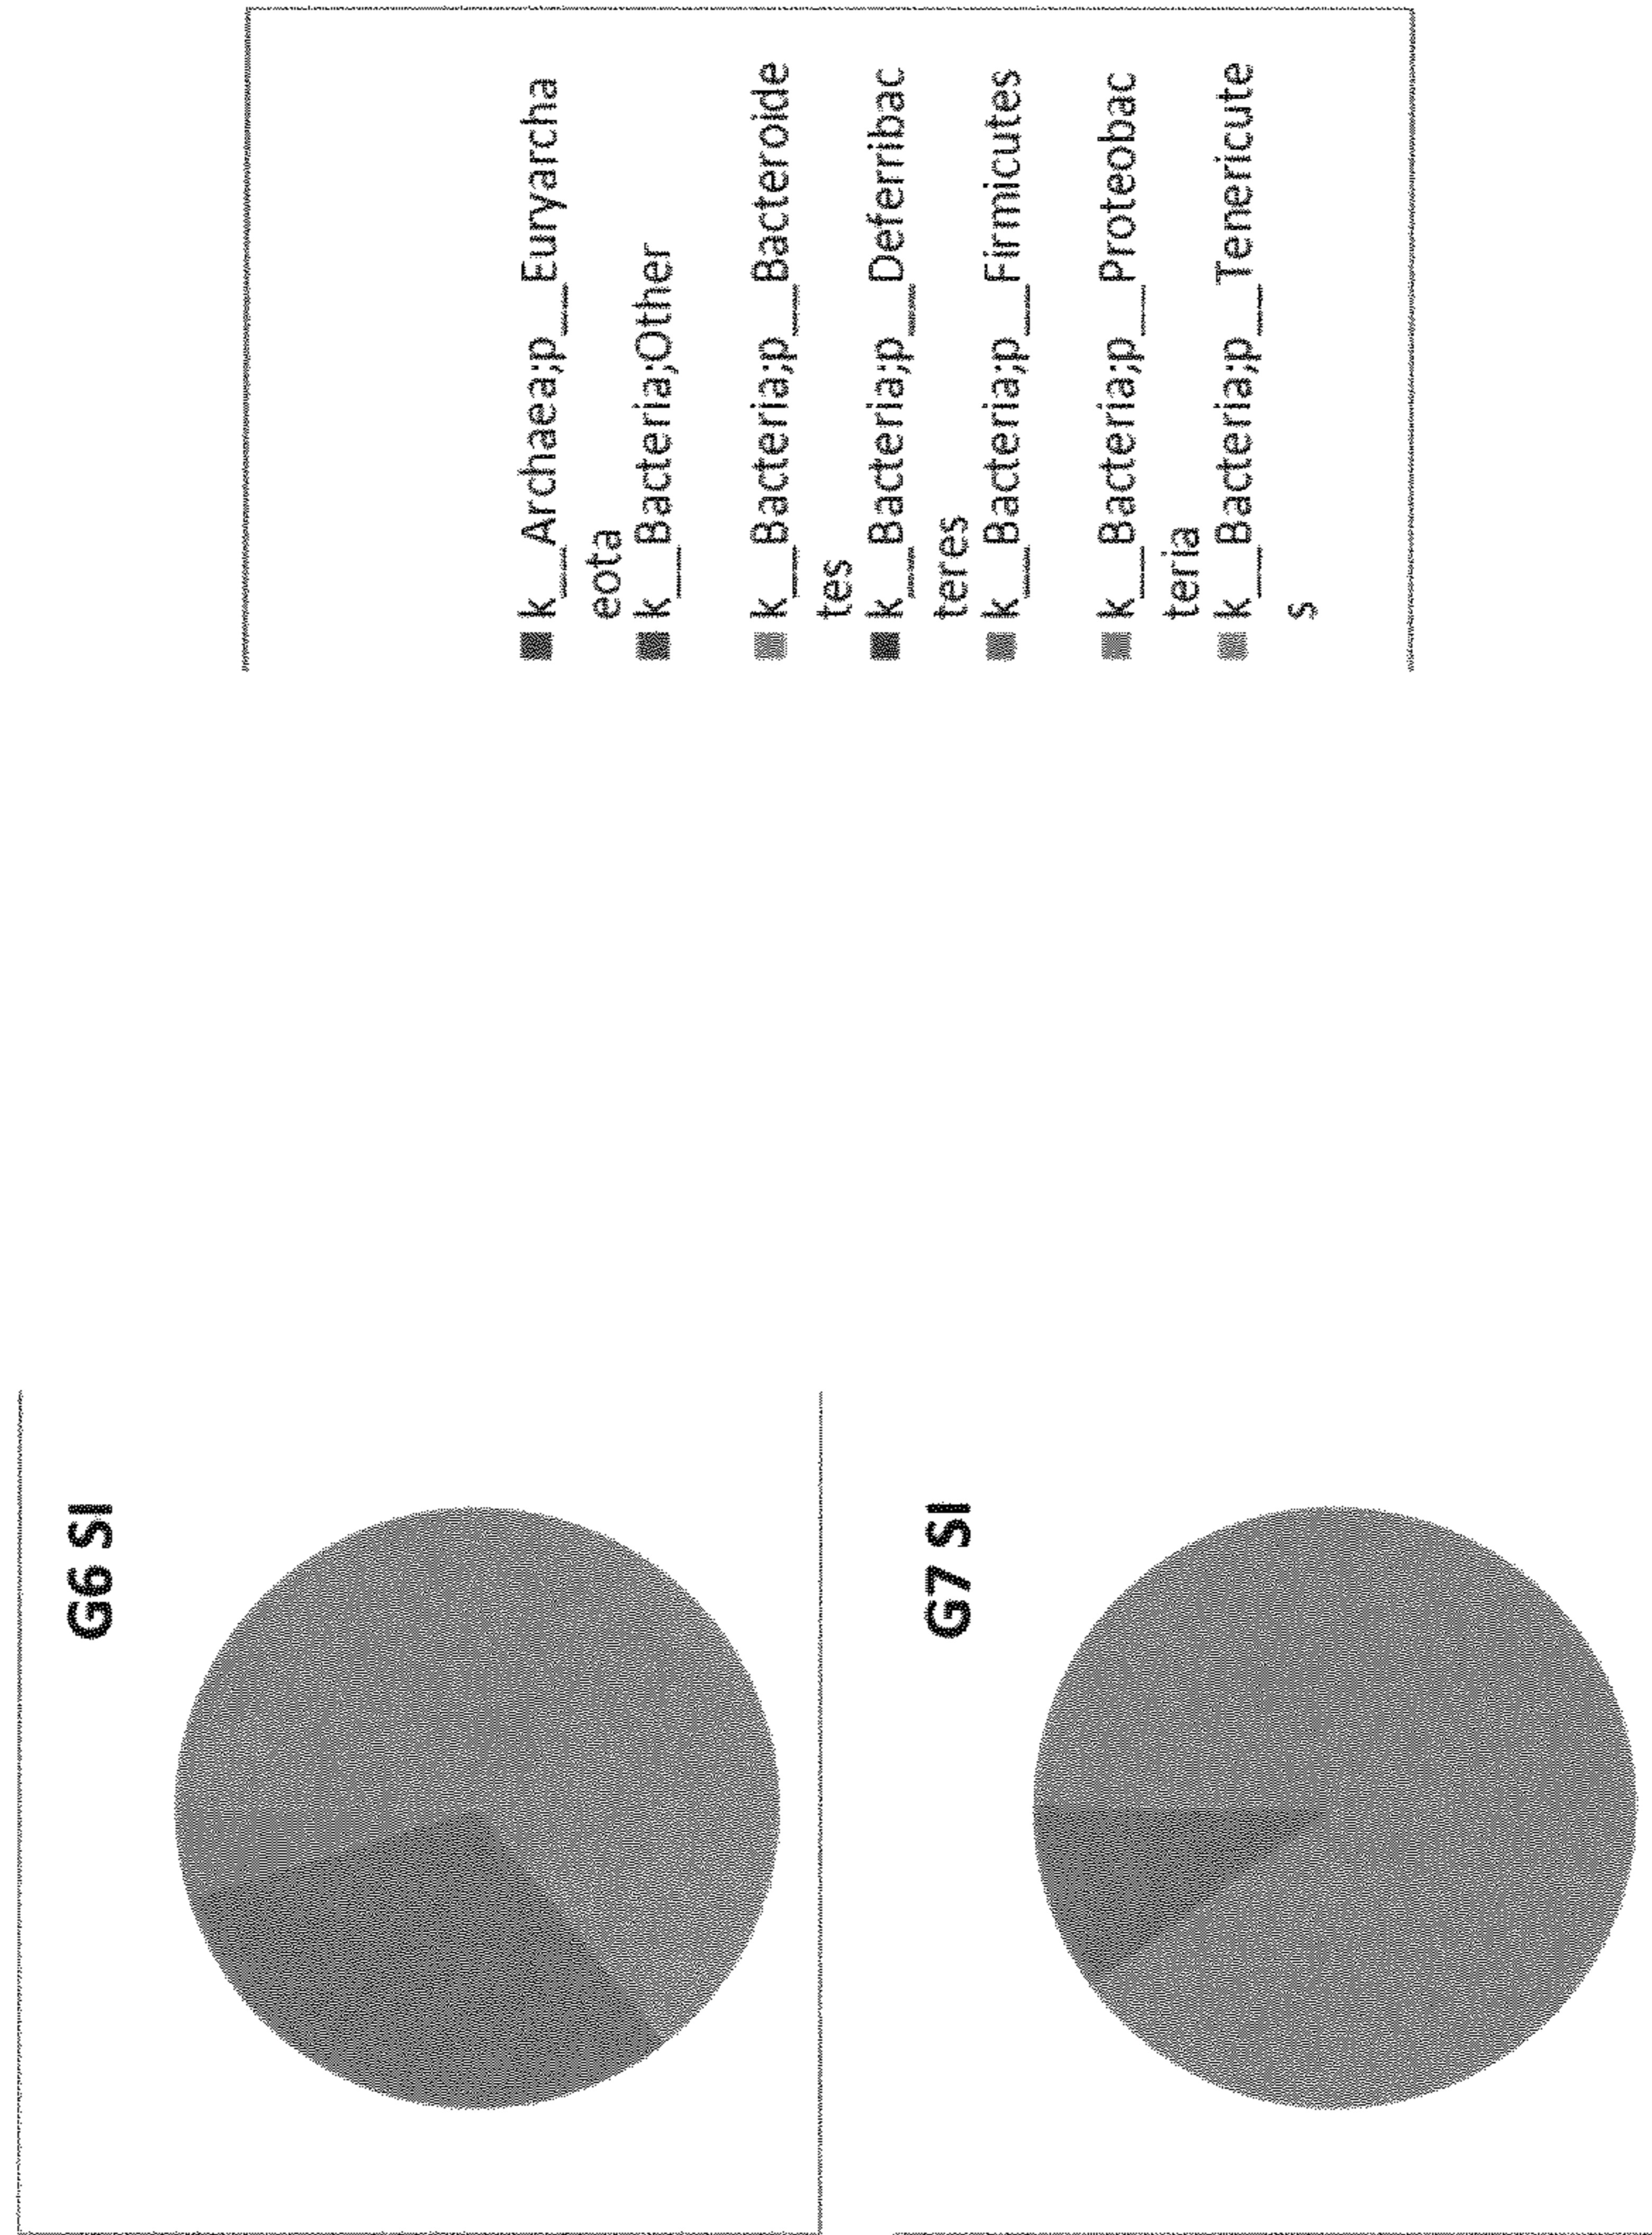 G6 SI
G7 SI
k__Archaea;p__Euryarcha
eota
k__Bacteria;Other
k__Bacteria;p__Bacteroide
tes
k__Bacteria;p__Deferribac
teres
k__Bacteria;p__Firmicutes
k__Bacteria;p__Proteobac
teria
k__Bacteria;p__Tenericute
s